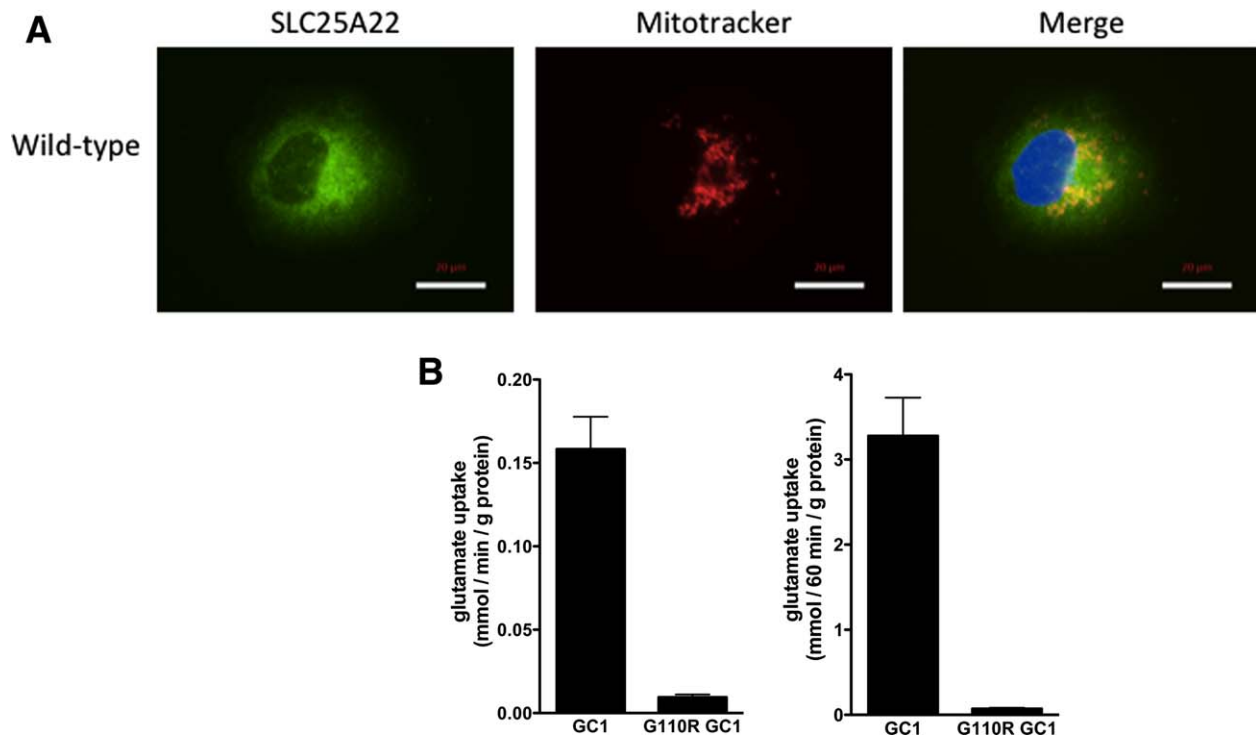 A
SLC25A22
Mitotracker
Merge
Wild-type
20 µm
20 µm
20 µm
B
glutamate uptake
(mmol / min / g protein)
0.20
0.15
0.10
0.05
0.00
GC1
G110R GC1
glutamate uptake
(mmol / 60 min / g protein)
4
3
2
1
0
GC1
G110R GC1